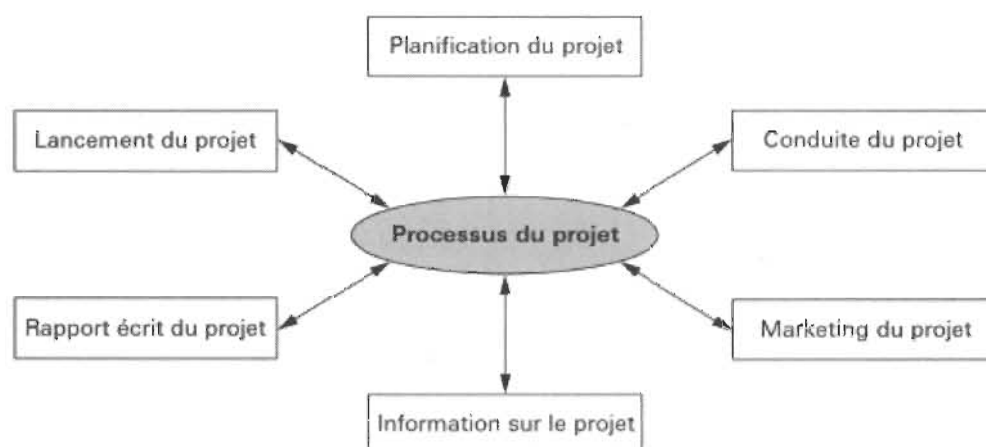 Planification du projet
Lancement du projet
Conduite du projet
Processus du projet
Rapport écrit du projet
Marketing du projet
Information sur le projet